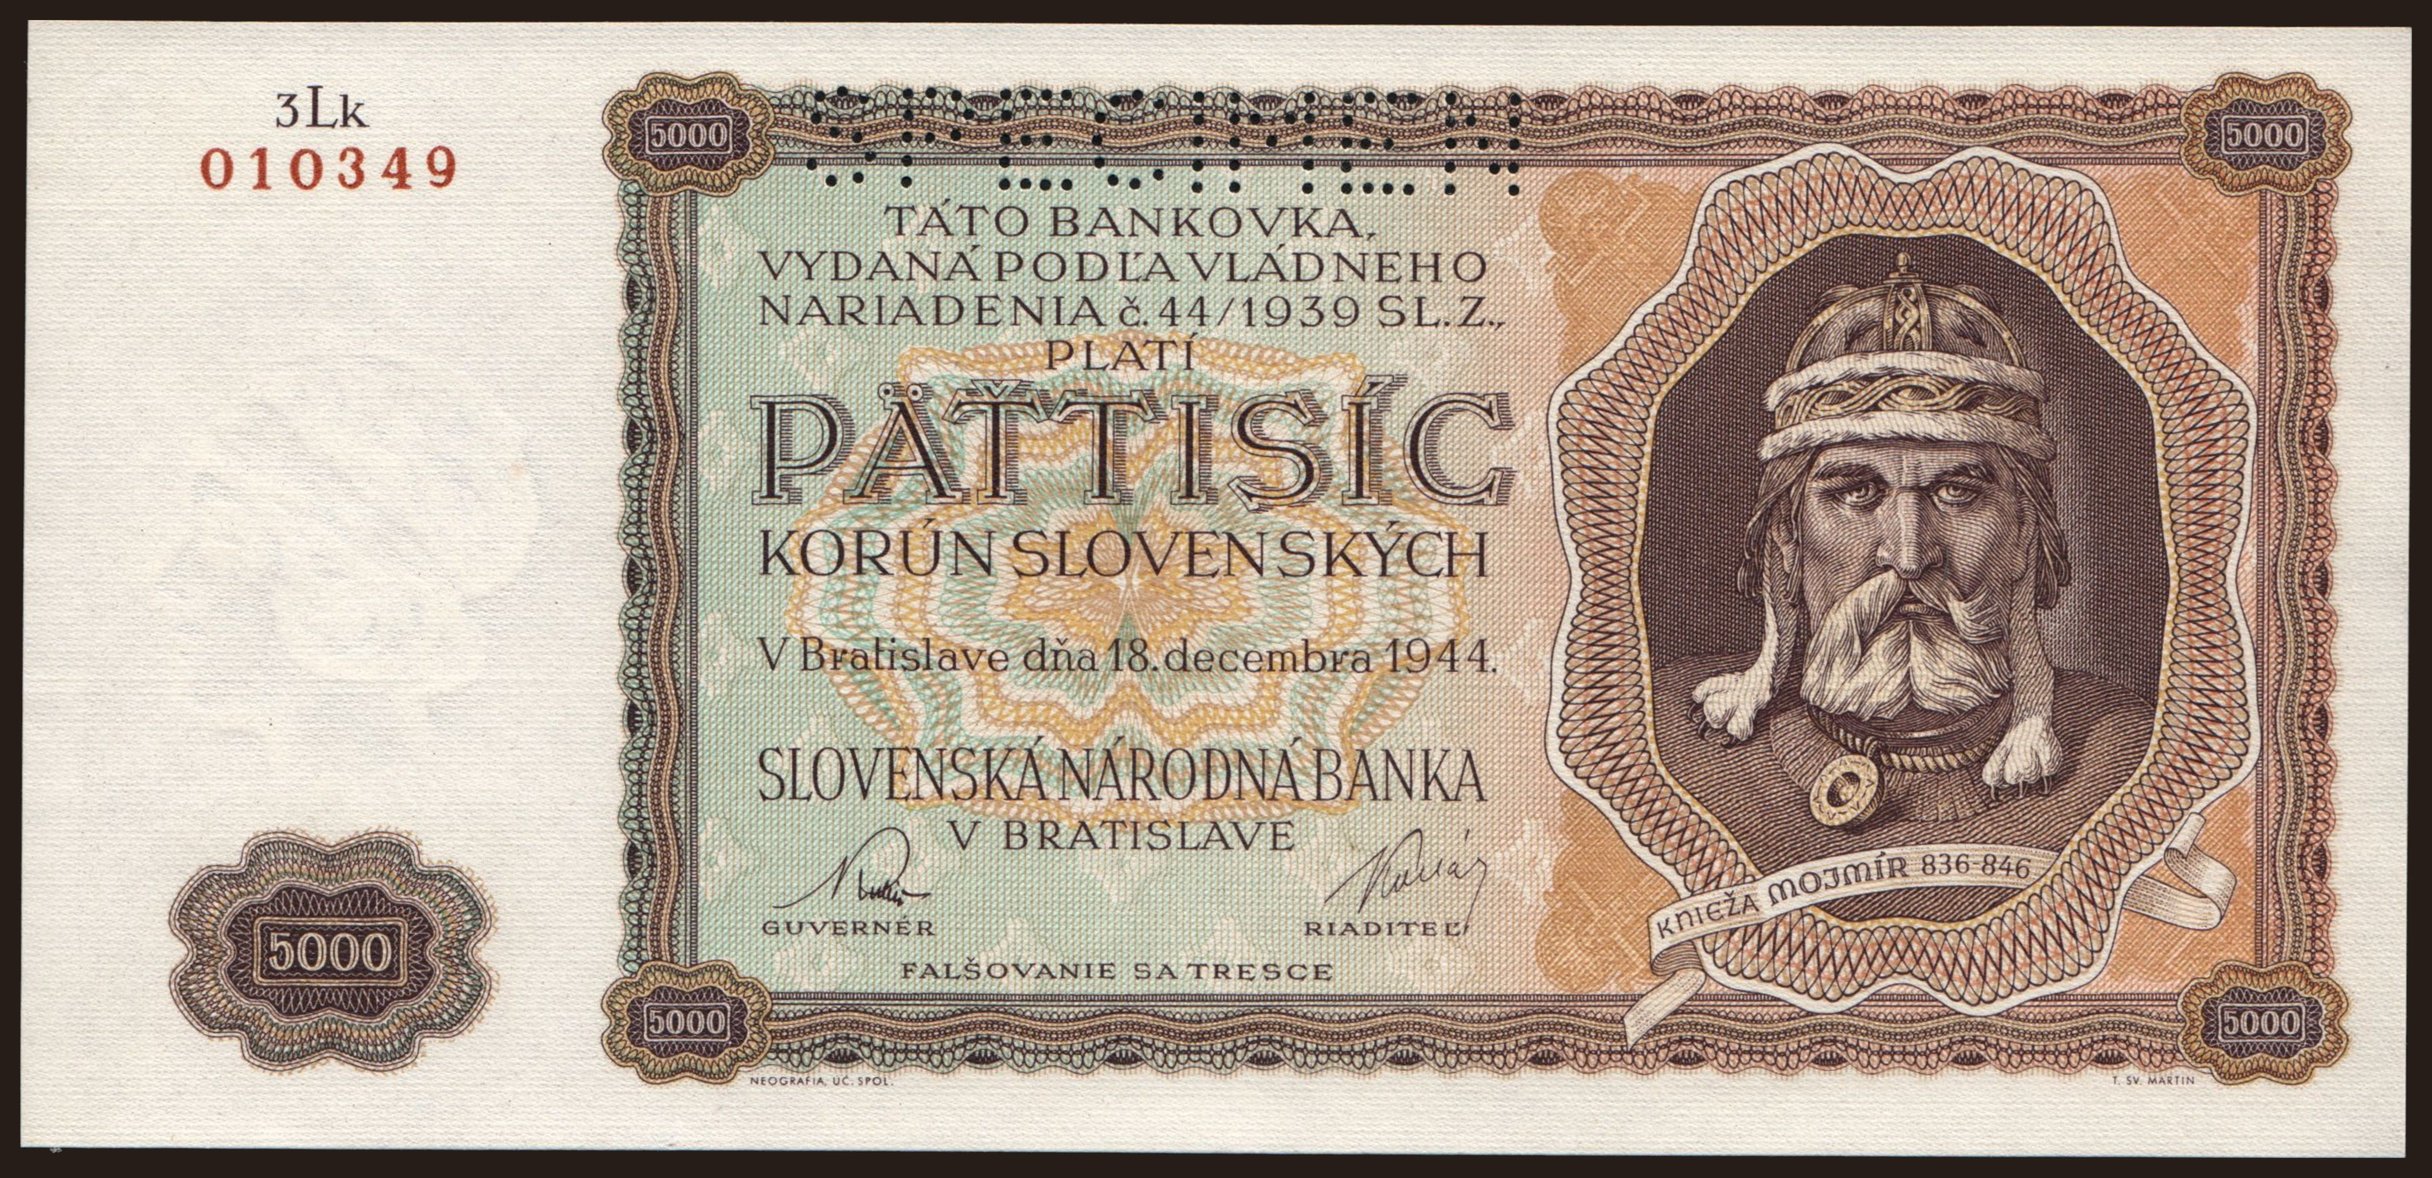 3Lk
010349
5000
5000
SPECIMEN
TÁTO BANKOVKA,
VYDANÁ PODĽA VLÁDNEHO
NARIADENIA č. 44/1939 SL. Z.,
PLATÍ
PÄŤTISÍC
KORÚN SLOVENSKÝCH
V Bratislave dňa 18. decembra 1944.
SLOVENSKÁ NÁRODNÁ BANKA
V BRATISLAVE
GUVERNÉR
RIADITEĽ
FALŠOVANIE SA TRESCE
KNIEŽA MOJMÍR 836-846
5000
5000
5000
NEOGRAFIA, UČ. SPOL.
T. SV. MARTIN